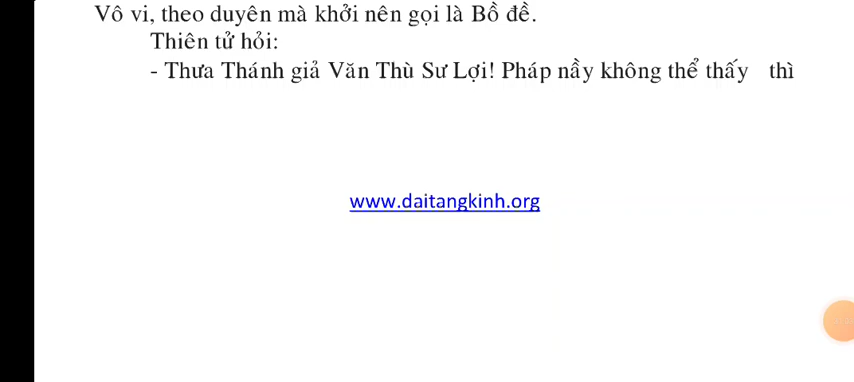 Vô vi, theo duyên mà khởi nên gọi là Bồ đề.
Thiên tử hỏi:
- Thưa Thánh giả Văn Thù Sư Lợi! Pháp nầy không thể thấy thì
www.daitangkinh.org